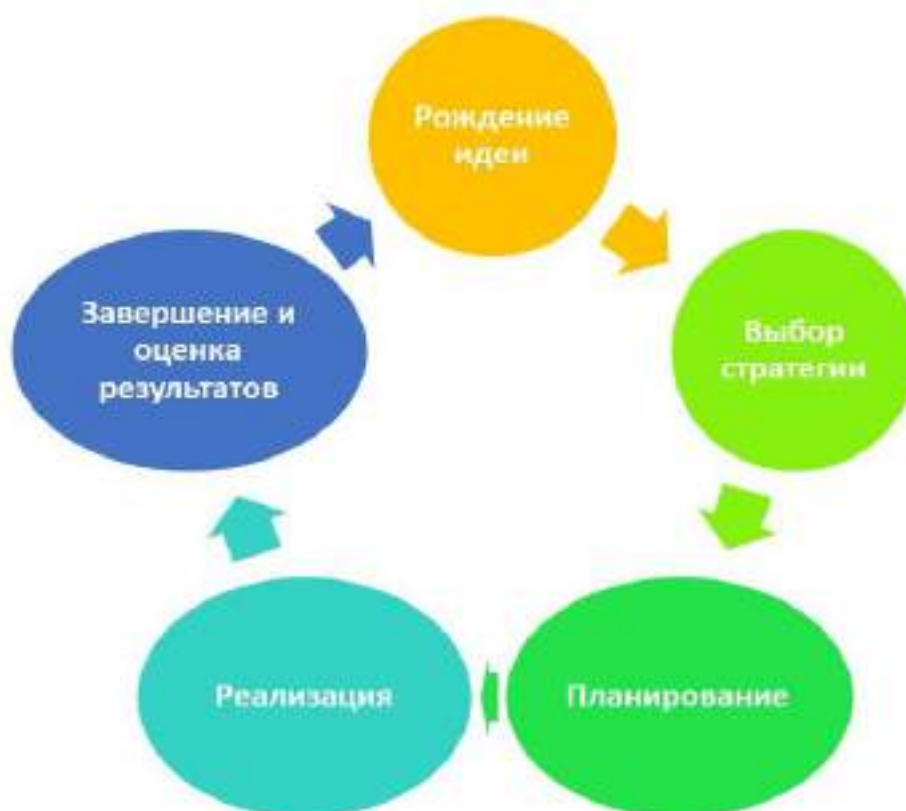 Рождение
идеи
Выбор
стратегии
Планирование
Реализация
Завершение и
оценка
результатов